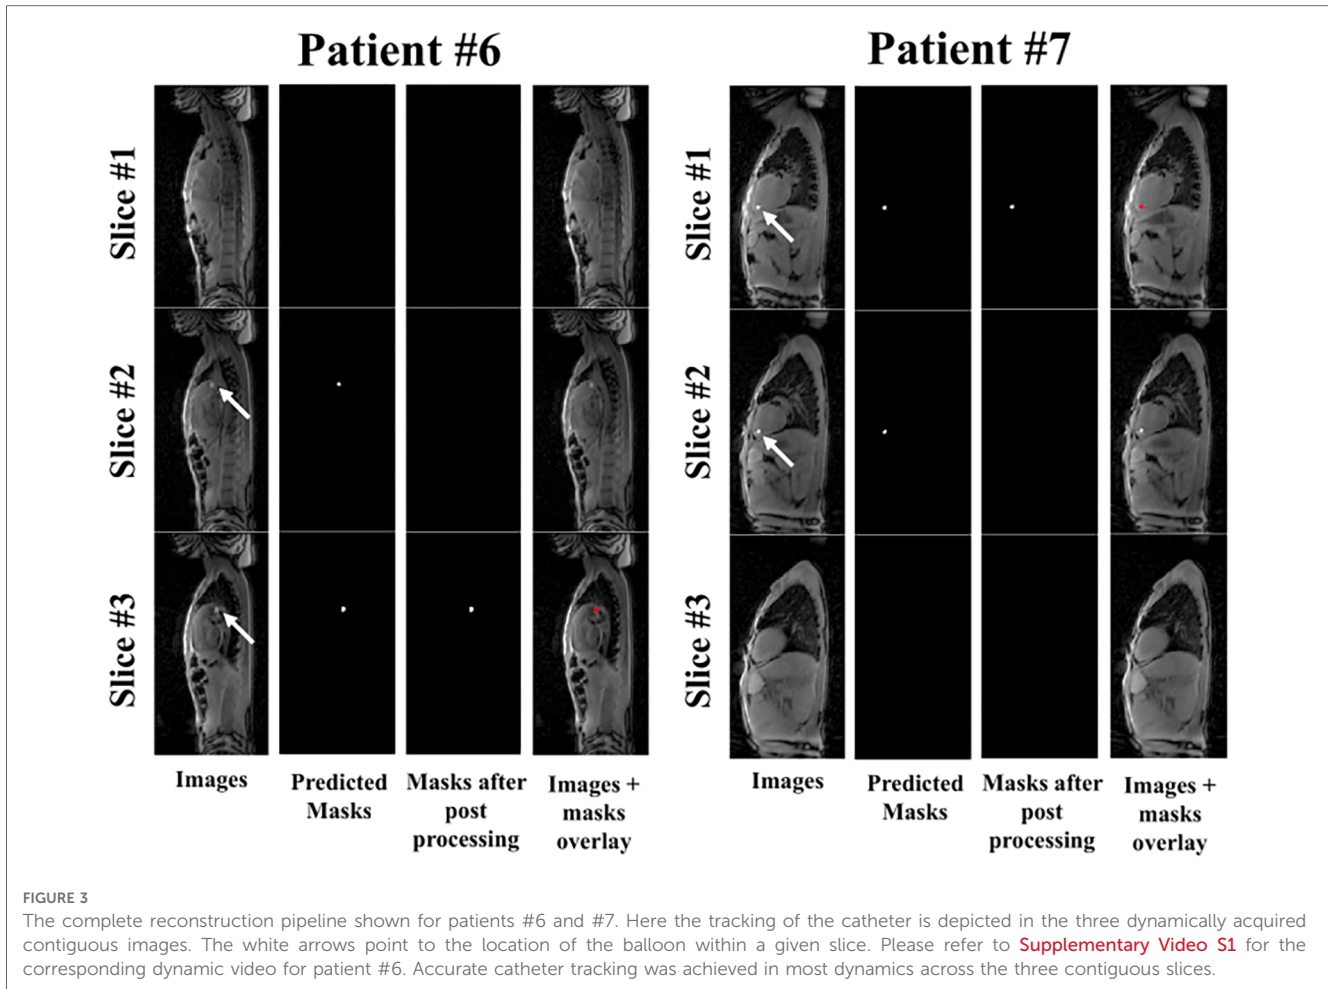 Patient #6
Patient #7
Slice #1
Slice #2
Slice #3
Slice #1
Slice #2
Slice #3
Images
Predicted
Masks
Masks after
post
processing
Images +
masks
overlay
Images
Predicted
Masks
Masks after
post
processing
Images +
masks
overlay
FIGURE 3
The complete reconstruction pipeline shown for patients #6 and #7. Here the tracking of the catheter is depicted in the three dynamically acquired
contiguous images. The white arrows point to the location of the balloon within a given slice. Please refer to Supplementary Video S1 for the
corresponding dynamic video for patient #6. Accurate catheter tracking was achieved in most dynamics across the three contiguous slices.